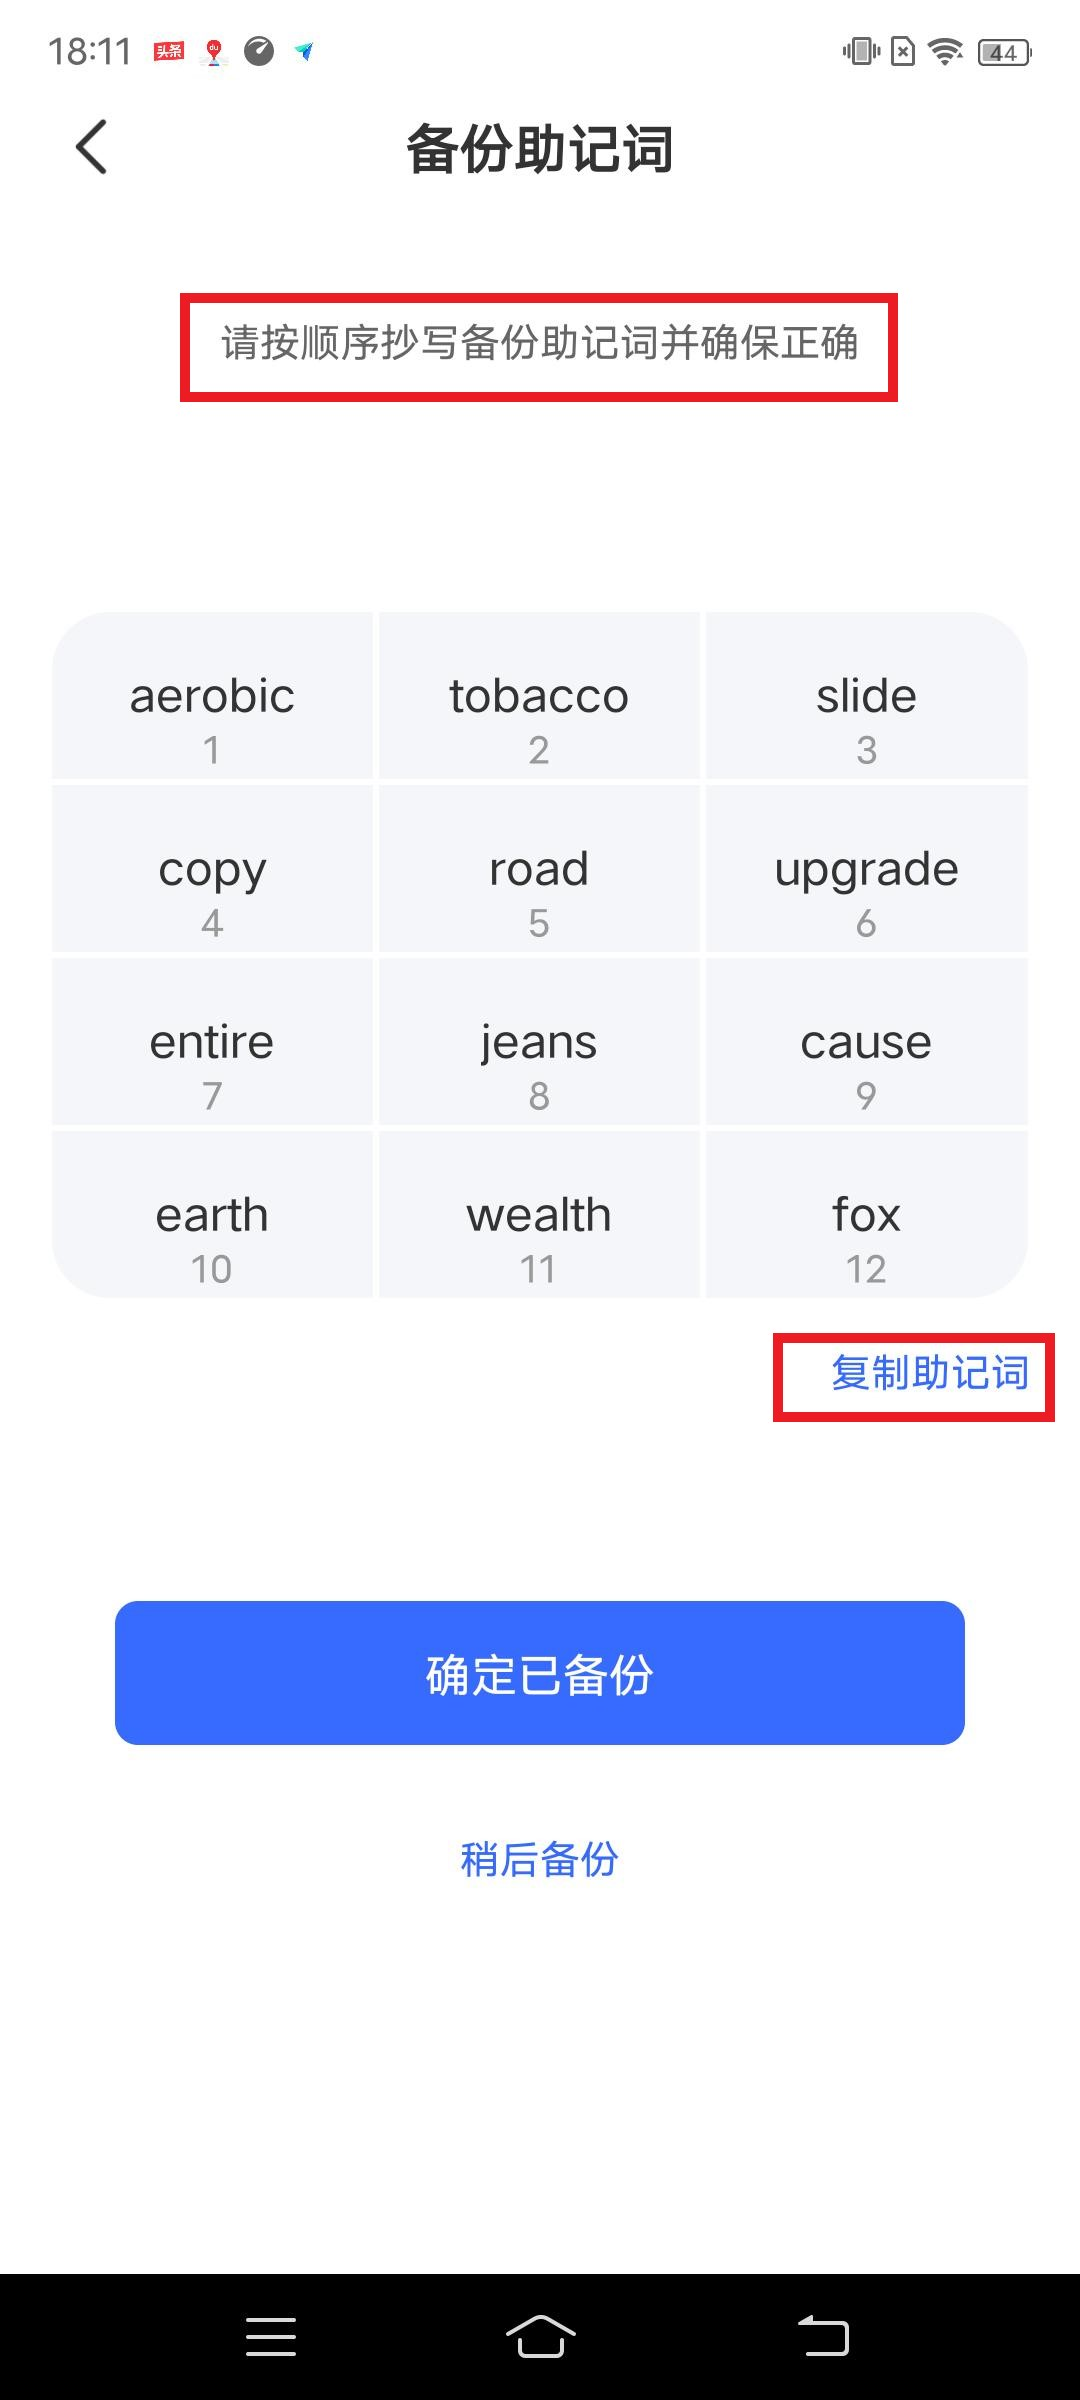 18:11 头条 du 44
备份助记词
请按顺序抄写备份助记词并确保正确
aerobic tobacco slide
1 2 3
copy road upgrade
4 5 6
entire jeans cause
7 8 9
earth wealth fox
10 11 12
复制助记词
确定已备份
稍后备份